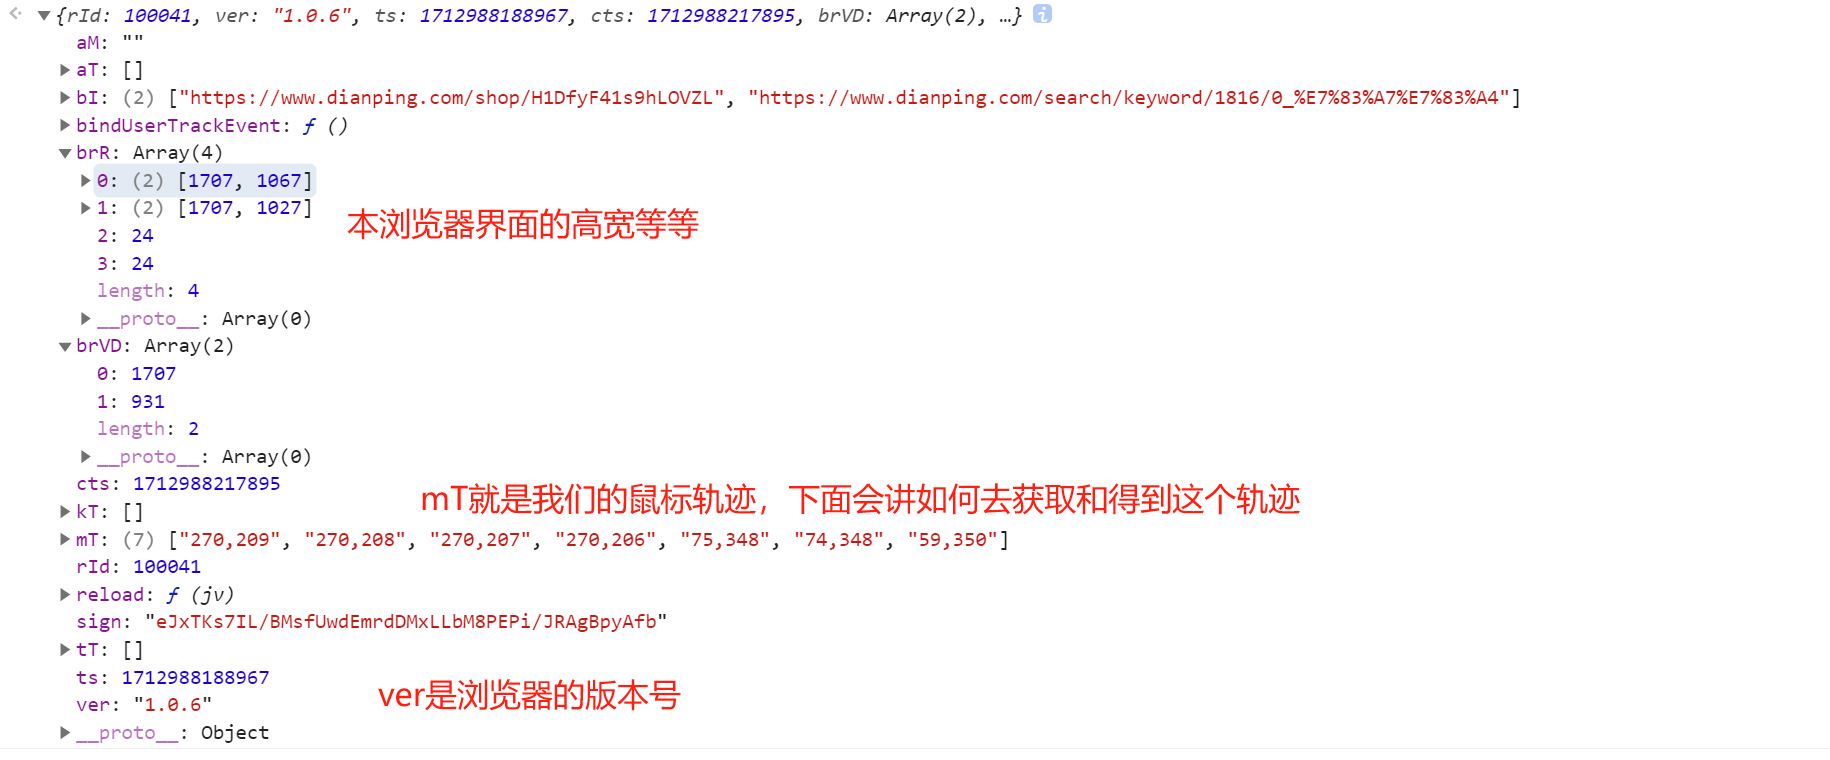 {rId: 100041, ver: "1.0.6", ts: 1712988188967, cts: 1712988217895, brVD: Array(2), …}
aM: ""
aT: []
bI: (2) ["https://www.dianping.com/shop/H1DfyF41s9hLOVZL", "https://www.dianping.com/search/keyword/1816/0_%E7%83%A7%E7%83%A4"]
bindUserTrackEvent: ƒ ()
brR: Array(4)
0: (2) [1707, 1067]
1: (2) [1707, 1027]
本浏览器界面的高宽等等
2: 24
3: 24
length: 4
__proto__: Array(0)
brVD: Array(2)
0: 1707
1: 931
length: 2
__proto__: Array(0)
cts: 1712988217895
mT就是我们的鼠标轨迹，下面会讲如何去获取和得到这个轨迹
kT: []
mT: (7) ["270,209", "270,208", "270,207", "270,206", "75,348", "74,348", "59,350"]
rId: 100041
reload: ƒ (jv)
sign: "eJxTKs7IL/BMsfUwdEmrdDMxLLbM8PEPi/JRAgBpyAfb"
tT: []
ts: 1712988188967
ver是浏览器的版本号
ver: "1.0.6"
__proto__: Object